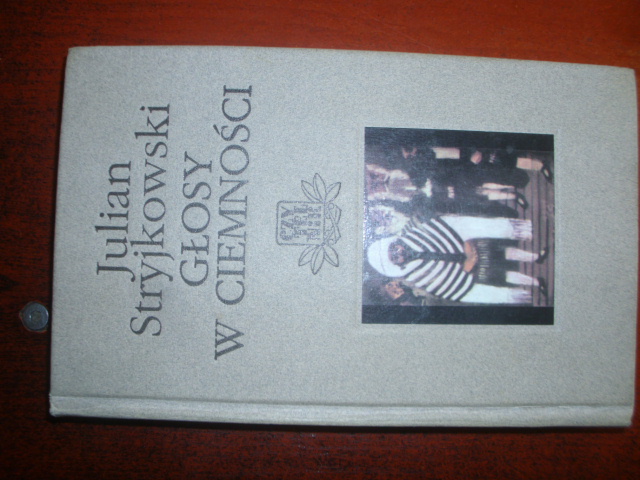 Julian
Stryjkowski
GŁOSY
W CIEMNOŚCI